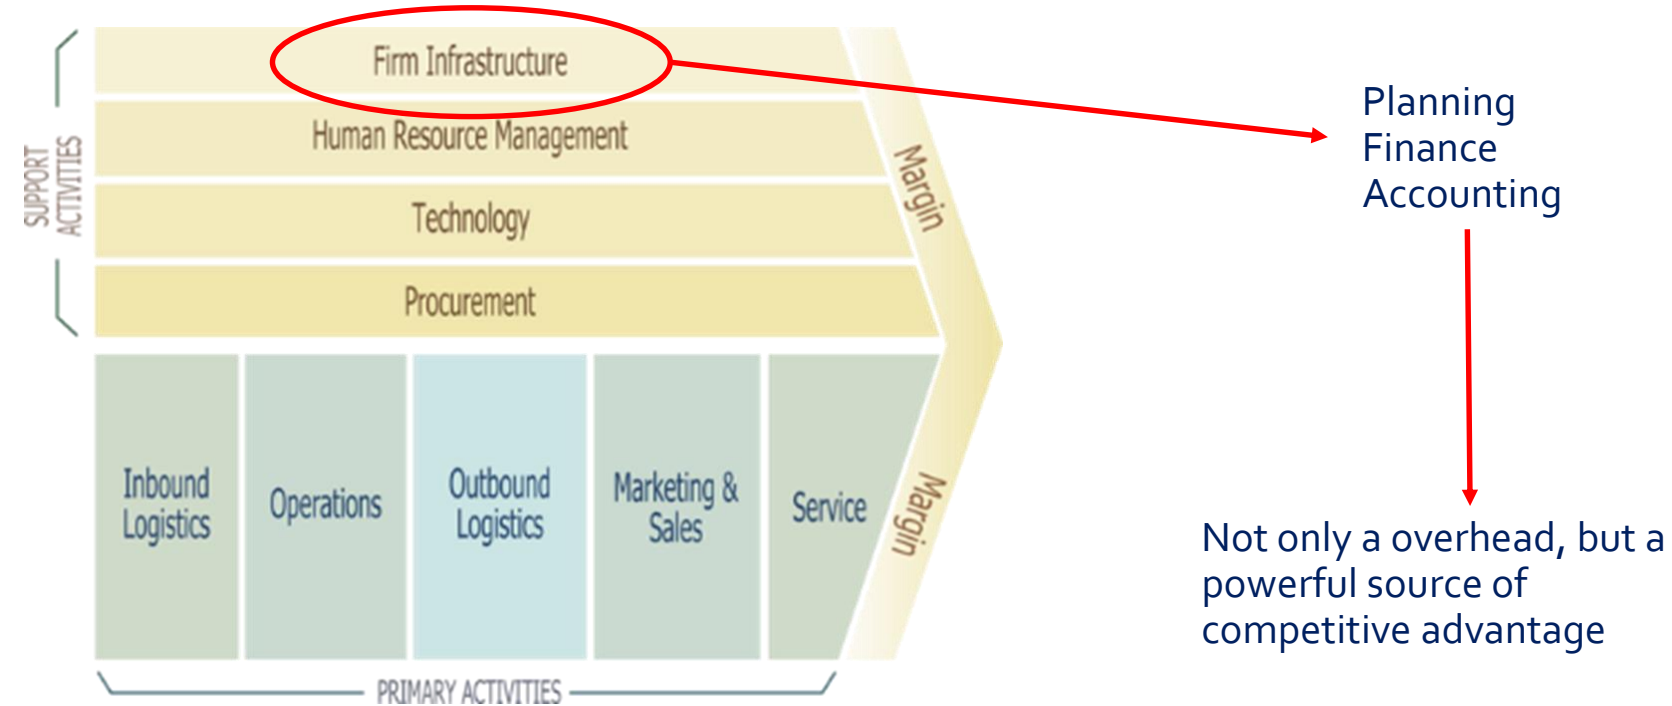 SUPPORT
ACTIVITIES
Firm Infrastructure
Human Resource Management
Technology
Procurement
Margin
Inbound
Logistics
Operations
Outbound
Logistics
Marketing &
Sales
Service
Margin
PRIMARY ACTIVITIES
Planning
Finance
Accounting
Not only a overhead, but a
powerful source of
competitive advantage